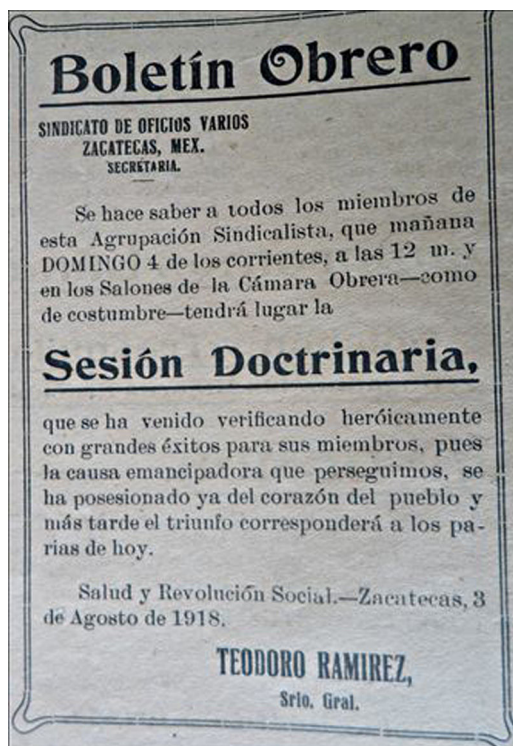 Boletín Obrero
SINDICATO DE OFICIOS VARIOS
ZACATECAS, MEX.
SECRETARIA.
Se hace saber a todos los miembros de
esta Agrupación Sindicalista, que mañana
DOMINGO 4 de los corrientes, a las 12 m. y
en los Salones de la Cámara Obrera—como
de costumbre—tendrá lugar la
Sesión Doctrinaria,
que se ha venido verificando heróicamente
con grandes éxitos para sus miembros, pues
la causa emancipadora que perseguimos, se
ha posesionado ya del corazón del pueblo y
más tarde el triunfo corresponderá a los pa-
rias de hoy.
Salud y Revolución Social.—Zacatecas, 3
de Agosto de 1918.
TEODORO RAMIREZ,
Srio. Gral.